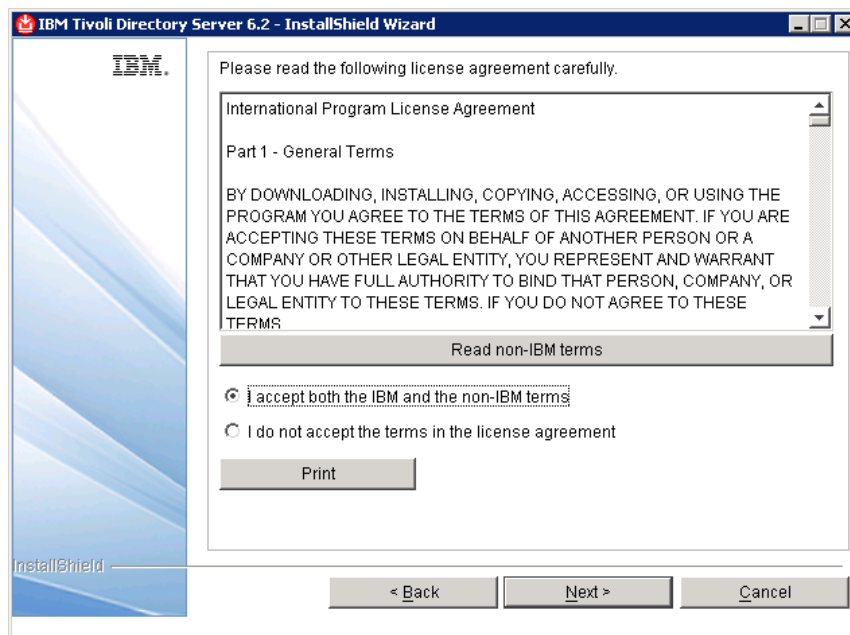 IBM Tivoli Directory Server 6.2 - InstallShield Wizard
IBM.
Please read the following license agreement carefully.
International Program License Agreement
Part 1 - General Terms
BY DOWNLOADING, INSTALLING, COPYING, ACCESSING, OR USING THE
PROGRAM YOU AGREE TO THE TERMS OF THIS AGREEMENT. IF YOU ARE
ACCEPTING THESE TERMS ON BEHALF OF ANOTHER PERSON OR A
COMPANY OR OTHER LEGAL ENTITY, YOU REPRESENT AND WARRANT
THAT YOU HAVE FULL AUTHORITY TO BIND THAT PERSON, COMPANY, OR
LEGAL ENTITY TO THESE TERMS. IF YOU DO NOT AGREE TO THESE
TERMS
Read non-IBM terms
I accept both the IBM and the non-IBM terms
I do not accept the terms in the license agreement
Print
InstallShield
< Back
Next >
Cancel